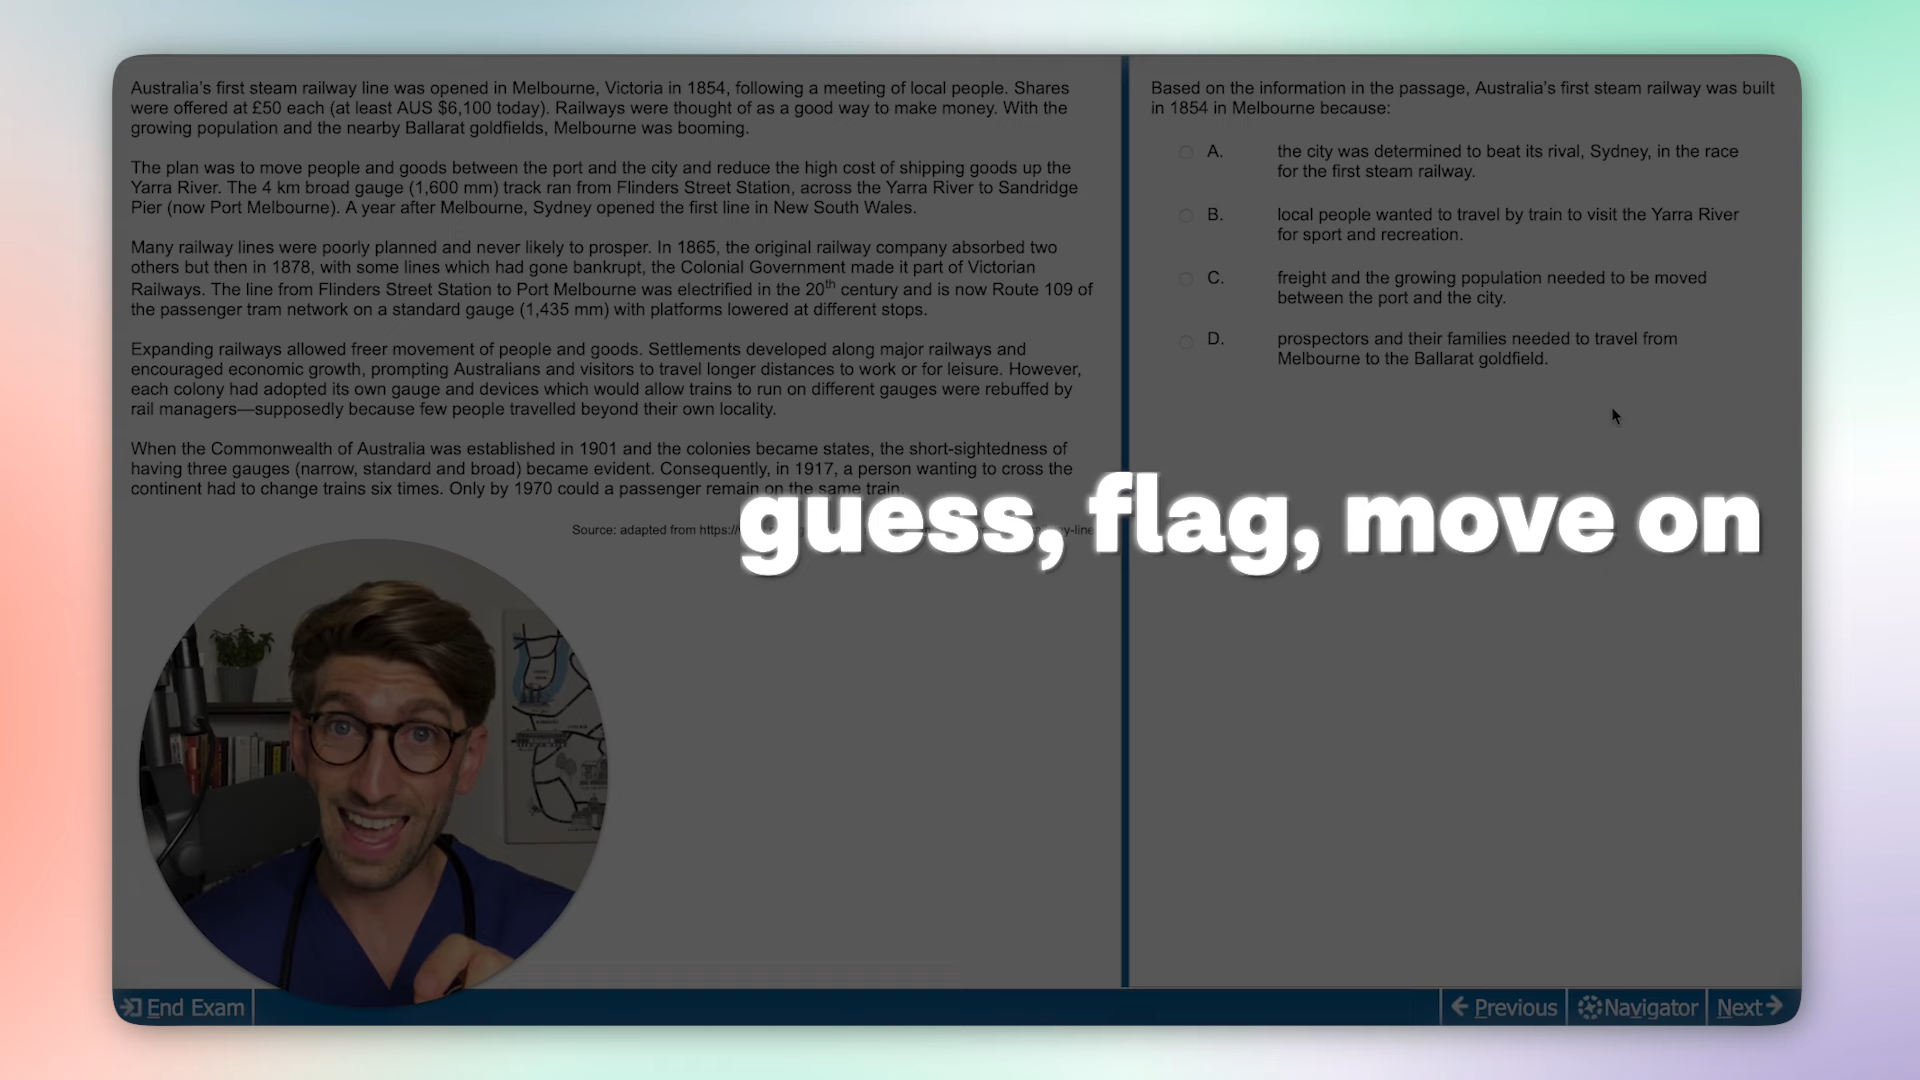 Australia's first steam railway line was opened in Melbourne, Victoria in 1854, following a meeting of local people. Shares
were offered at £50 each (at least AUS $6,100 today). Railways were thought of as a good way to make money. With the
growing population and the nearby Ballarat goldfields, Melbourne was booming.
The plan was to move people and goods between the port and the city and reduce the high cost of shipping goods up the
Yarra River. The 4 km broad gauge (1,600 mm) track ran from Flinders Street Station, across the Yarra River to Sandridge
Pier (now Port Melbourne). A year after Melbourne, Sydney opened the first line in New South Wales.
Many railway lines were poorly planned and never likely to prosper. In 1865, the original railway company absorbed two
others but then in 1878, with some lines which had gone bankrupt, the Colonial Government made it part of Victorian
Railways. The line from Flinders Street Station to Port Melbourne was electrified in the 20th century and is now Route 109 of
the passenger tram network on a standard gauge (1,435 mm) with platforms lowered at different stops.
Expanding railways allowed freer movement of people and goods. Settlements developed along major railways and
encouraged economic growth, prompting Australians and visitors to travel longer distances to work or for leisure. However,
each colony had adopted its own gauge and devices which would allow trains to run on different gauges were rebuffed by
rail managers—supposedly because few people travelled beyond their own locality.
When the Commonwealth of Australia was established in 1901 and the colonies became states, the short-sightedness of
having three gauges (narrow, standard and broad) became evident. Consequently, in 1917, a person wanting to cross the
continent had to change trains six times. Only by 1970 could a passenger remain on the same train.
Source: adapted from https://
Based on the information in the passage, Australia's first steam railway was built
in 1854 in Melbourne because:
A. the city was determined to beat its rival, Sydney, in the race
for the first steam railway.
B. local people wanted to travel by train to visit the Yarra River
for sport and recreation.
C. freight and the growing population needed to be moved
between the port and the city.
D. prospectors and their families needed to travel from
Melbourne to the Ballarat goldfield.
guess, flag, move on
End Exam
Previous
Navigator
Next